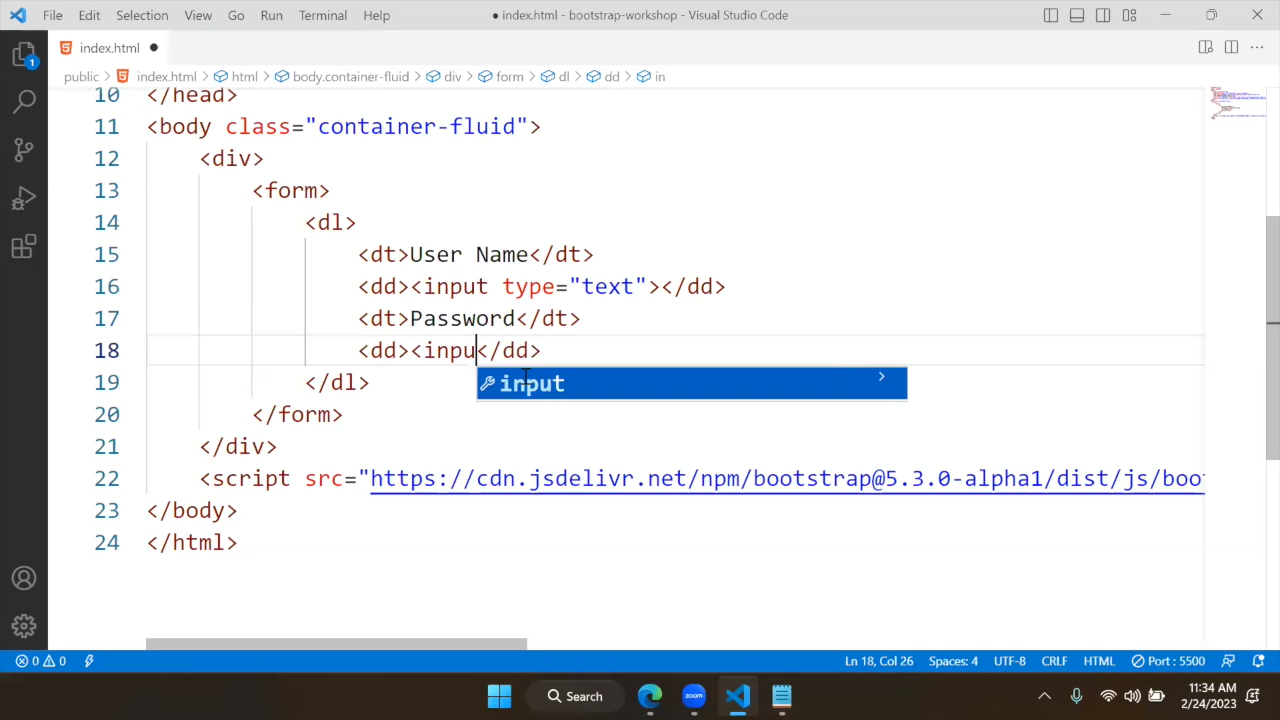 File Edit Selection View Go Run Terminal Help ● index.html - bootstrap-workshop - Visual Studio Code
index.html ●
public > index.html > html > body.container-fluid > div > form > dl > dd > in
10 </head>
11 <body class="container-fluid">
12 <div>
13 <form>
14 <dl>
15 <dt>User Name</dt>
16 <dd><input type="text"></dd>
17 <dt>Password</dt>
18 <dd><inpu</dd>
input
19 </dl>
20 </form>
21 </div>
22 <script src="https://cdn.jsdelivr.net/npm/bootstrap@5.3.0-alpha1/dist/js/boo
23 </body>
24 </html>
1
0 0 Ln 18, Col 26 Spaces: 4 UTF-8 CRLF HTML Port : 5500
Search zoom 11:34 AM
2/24/2023